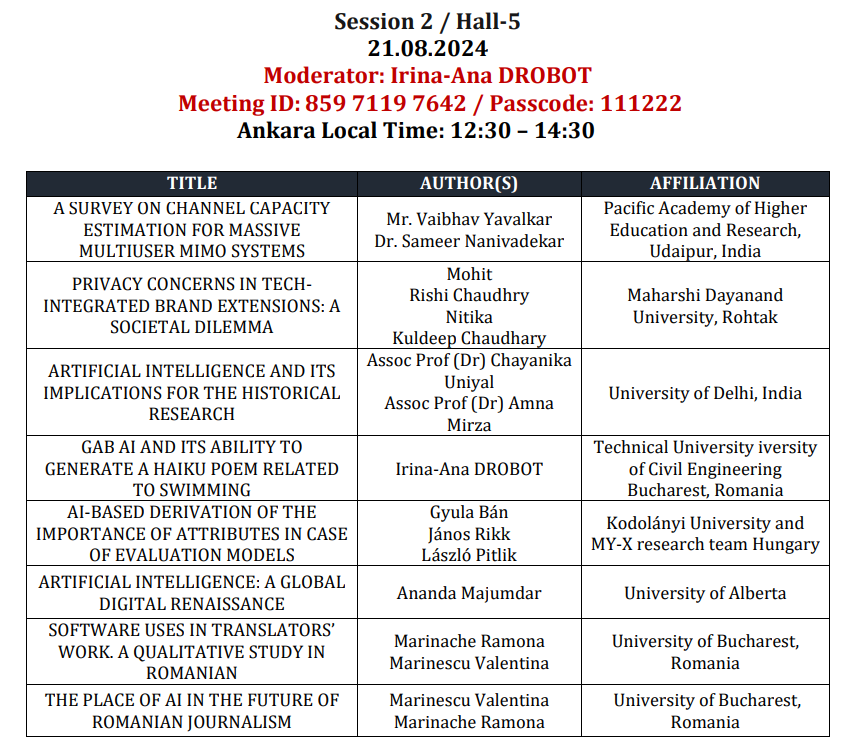 Session 2 / Hall-5
21.08.2024
Moderator: Irina-Ana DROBOT
Meeting ID: 859 7119 7642 / Passcode: 111222
Ankara Local Time: 12:30 – 14:30
TITLE
AUTHOR(S)
AFFILIATION
A SURVEY ON CHANNEL CAPACITY
ESTIMATION FOR MASSIVE
MULTIUSER MIMO SYSTEMS
Mr. Vaibhav Yavalkar
Dr. Sameer Nanivadekar
Pacific Academy of Higher
Education and Research,
Udaipur, India
PRIVACY CONCERNS IN TECH-
INTEGRATED BRAND EXTENSIONS: A
SOCIETAL DILEMMA
Mohit
Rishi Chaudhry
Nitika
Kuldeep Chaudhary
Maharshi Dayanand
University, Rohtak
ARTIFICIAL INTELLIGENCE AND ITS
IMPLICATIONS FOR THE HISTORICAL
RESEARCH
Assoc Prof (Dr) Chayanika
Uniyal
Assoc Prof (Dr) Amna
Mirza
University of Delhi, India
GAB AI AND ITS ABILITY TO
GENERATE A HAIKU POEM RELATED
TO SWIMMING
Irina-Ana DROBOT
Technical University iversity
of Civil Engineering
Bucharest, Romania
AI-BASED DERIVATION OF THE
IMPORTANCE OF ATTRIBUTES IN CASE
OF EVALUATION MODELS
Gyula Bán
János Rikk
László Pitlik
Kodolányi University and
MY-X research team Hungary
ARTIFICIAL INTELLIGENCE: A GLOBAL
DIGITAL RENAISSANCE
Ananda Majumdar
University of Alberta
SOFTWARE USES IN TRANSLATORS’
WORK. A QUALITATIVE STUDY IN
ROMANIAN
Marinache Ramona
Marinescu Valentina
University of Bucharest,
Romania
THE PLACE OF AI IN THE FUTURE OF
ROMANIAN JOURNALISM
Marinescu Valentina
Marinache Ramona
University of Bucharest,
Romania